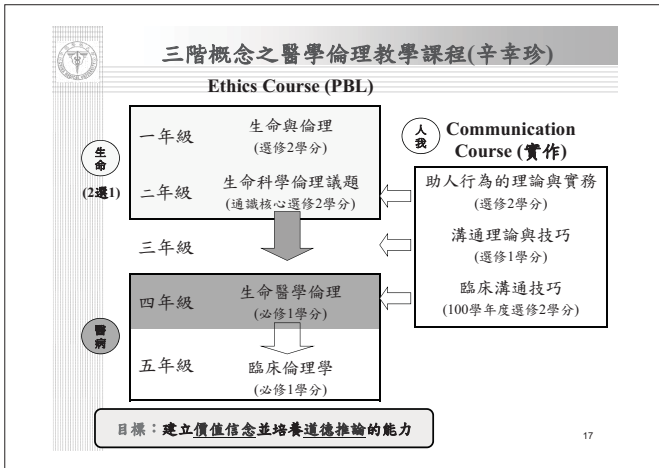 三階概念之醫學倫理教學課程(辛幸珍)
Ethics Course (PBL)
生命
(2選1)
一年級
生命與倫理
(選修2學分)
二年級
生命科學倫理議題
(通識核心選修2學分)
三年級
醫病
四年級
生命醫學倫理
(必修1學分)
五年級
臨床倫理學
(必修1學分)
人我
Communication
Course (實作)
助人行為的理論與實務
(選修2學分)
溝通理論與技巧
(選修1學分)
臨床溝通技巧
(100學年度選修2學分)
目標：建立價值信念並培養道德推論的能力
17